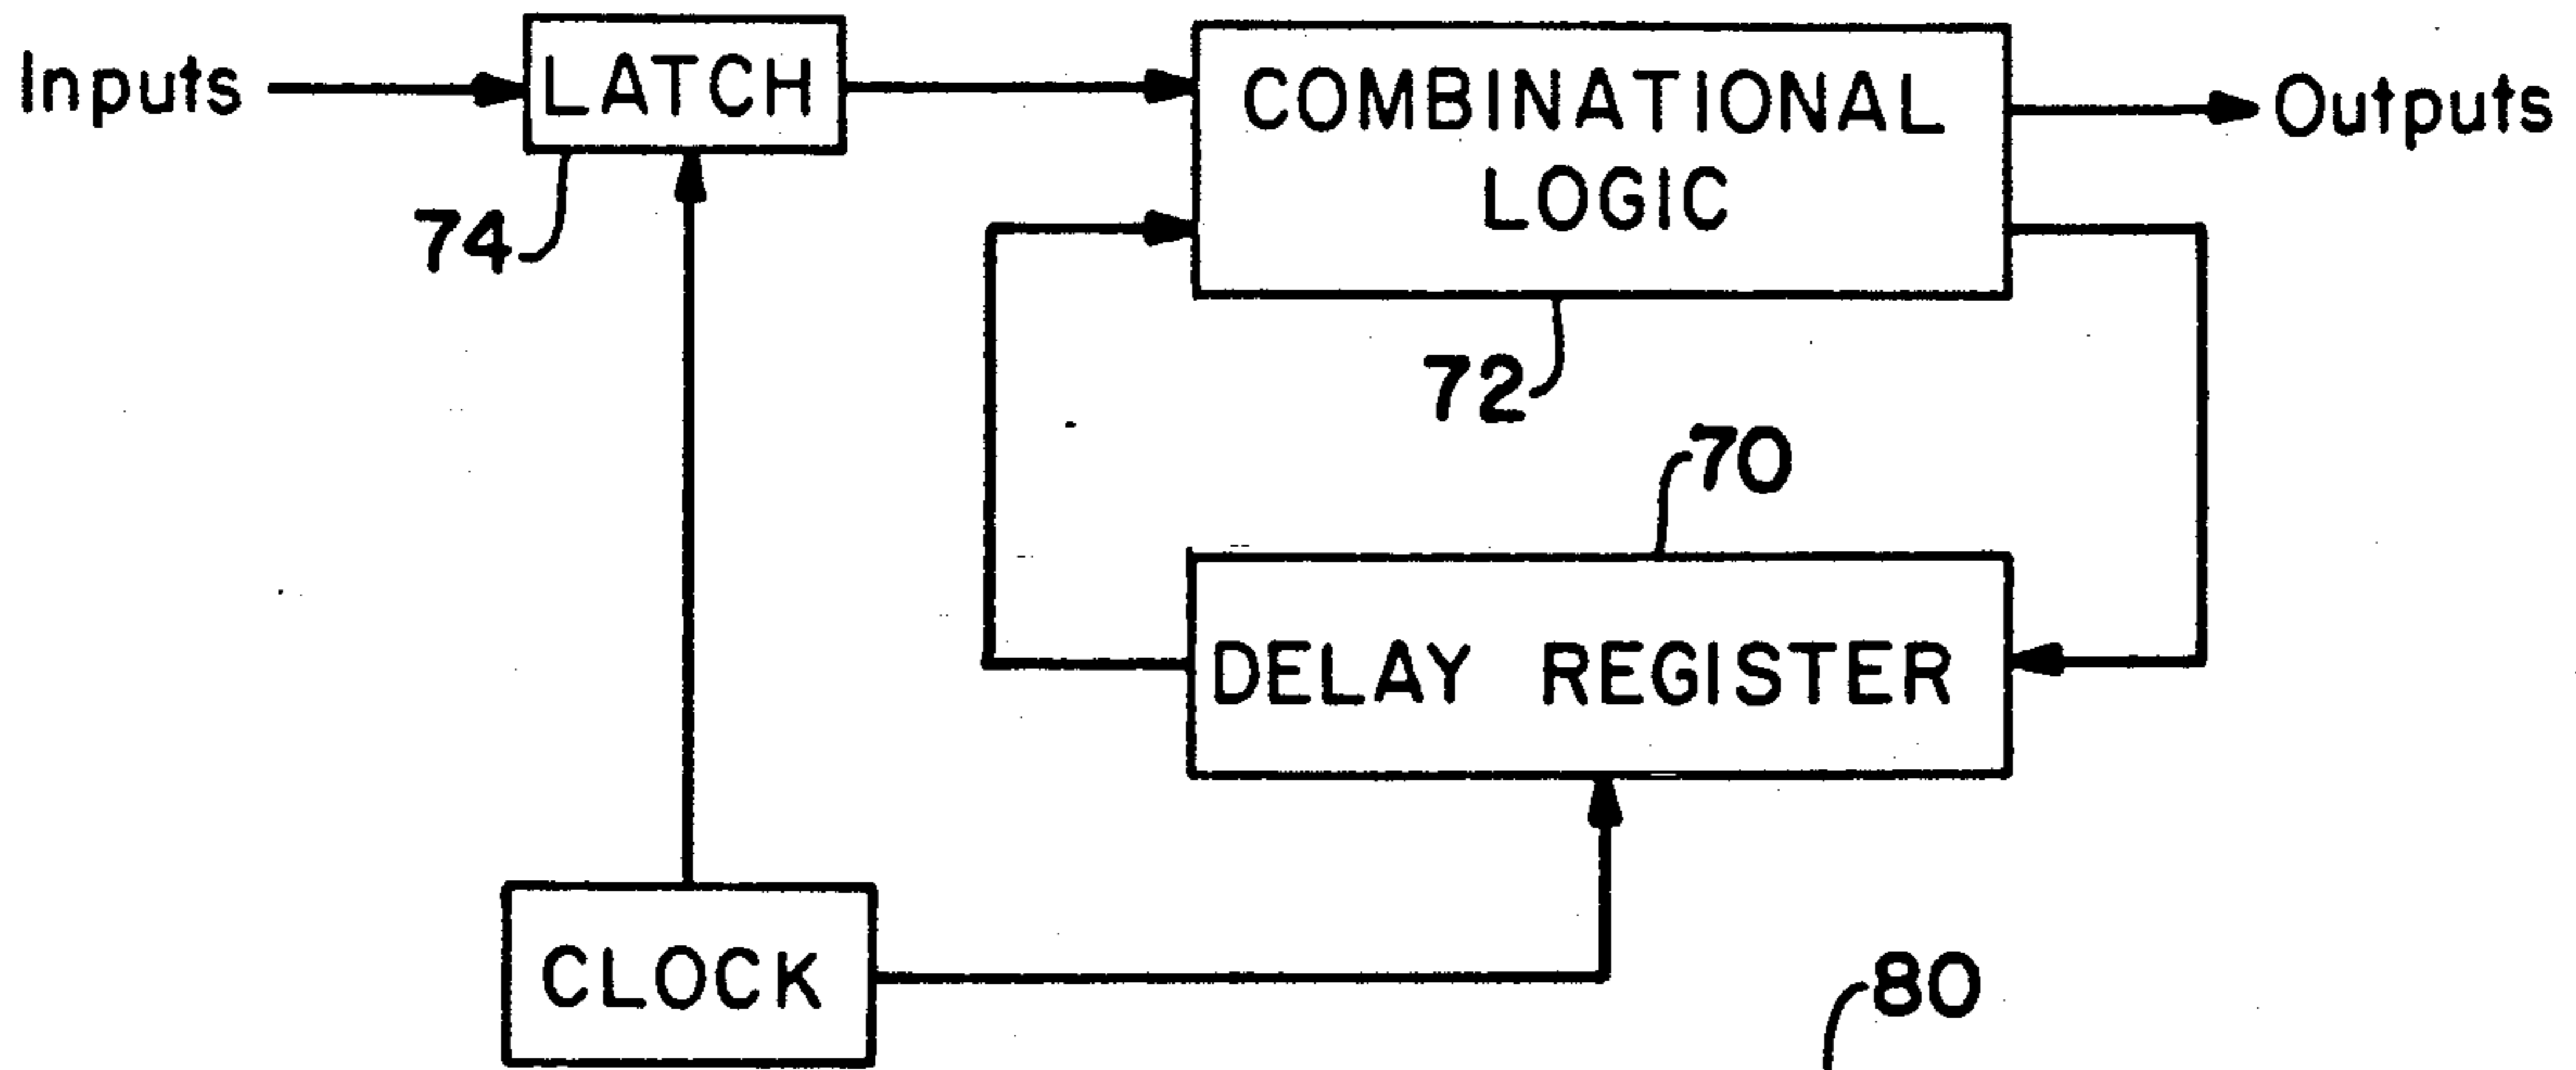 Inputs
LATCH
COMBINATIONAL
LOGIC
Outputs
74
72
70
DELAY REGISTER
CLOCK
80